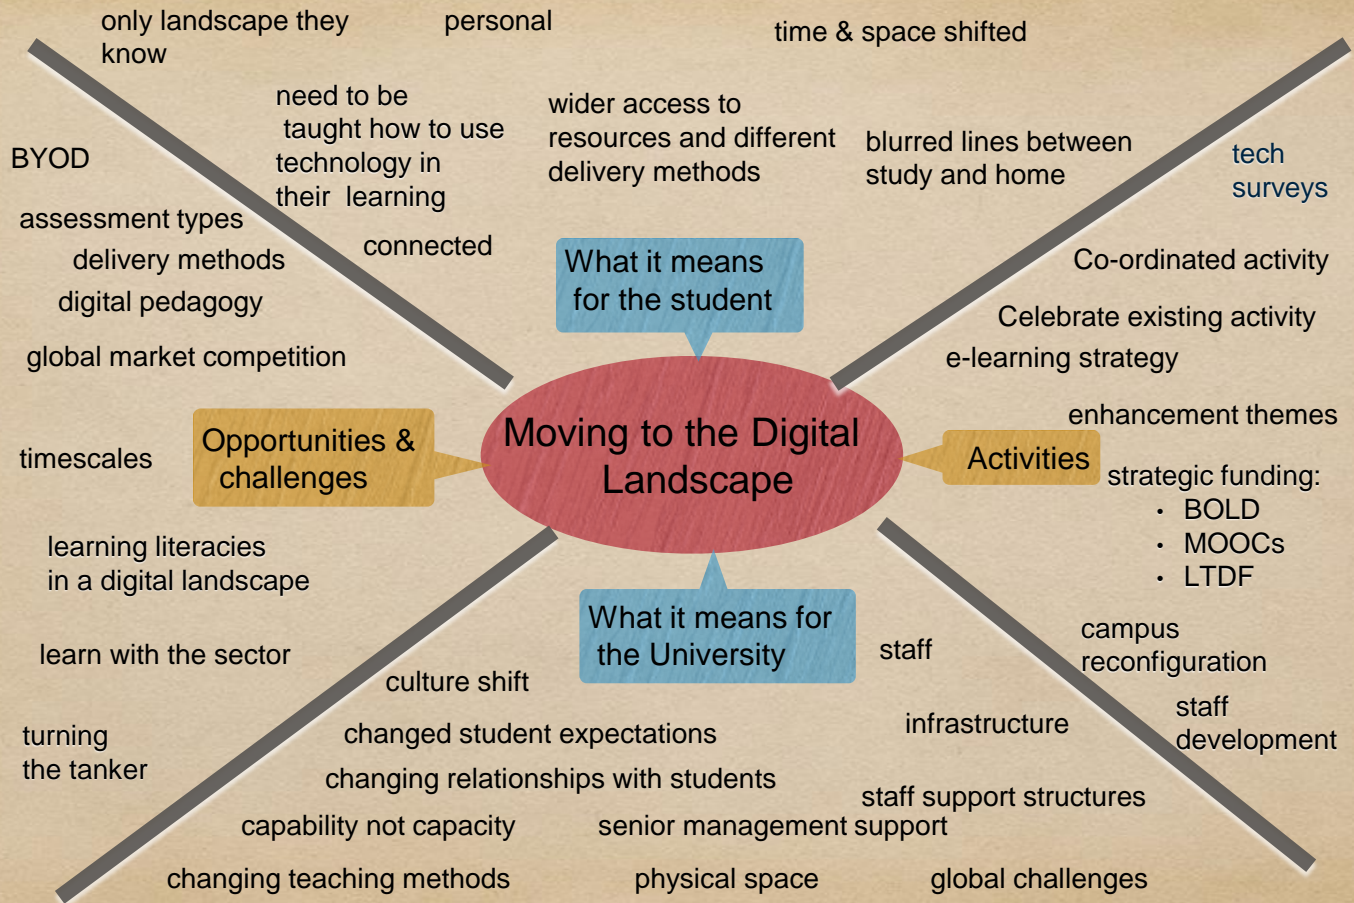 only landscape they
know
personal
time & space shifted
need to be
taught how to use
technology in
their learning
wider access to
resources and different
delivery methods
blurred lines between
study and home
connected
What it means
for the student
BYOD
assessment types
delivery methods
digital pedagogy
global market competition
timescales
Opportunities &
challenges
learning literacies
in a digital landscape
learn with the sector
turning
the tanker
Moving to the Digital
Landscape
tech
surveys
Co-ordinated activity
Celebrate existing activity
e-learning strategy
enhancement themes
Activities
strategic funding:
• BOLD
• MOOCs
• LTDF
campus
reconfiguration
staff
development
What it means for
the University
staff
culture shift
infrastructure
changed student expectations
changing relationships with students
staff support structures
capability not capacity
senior management support
changing teaching methods
physical space
global challenges